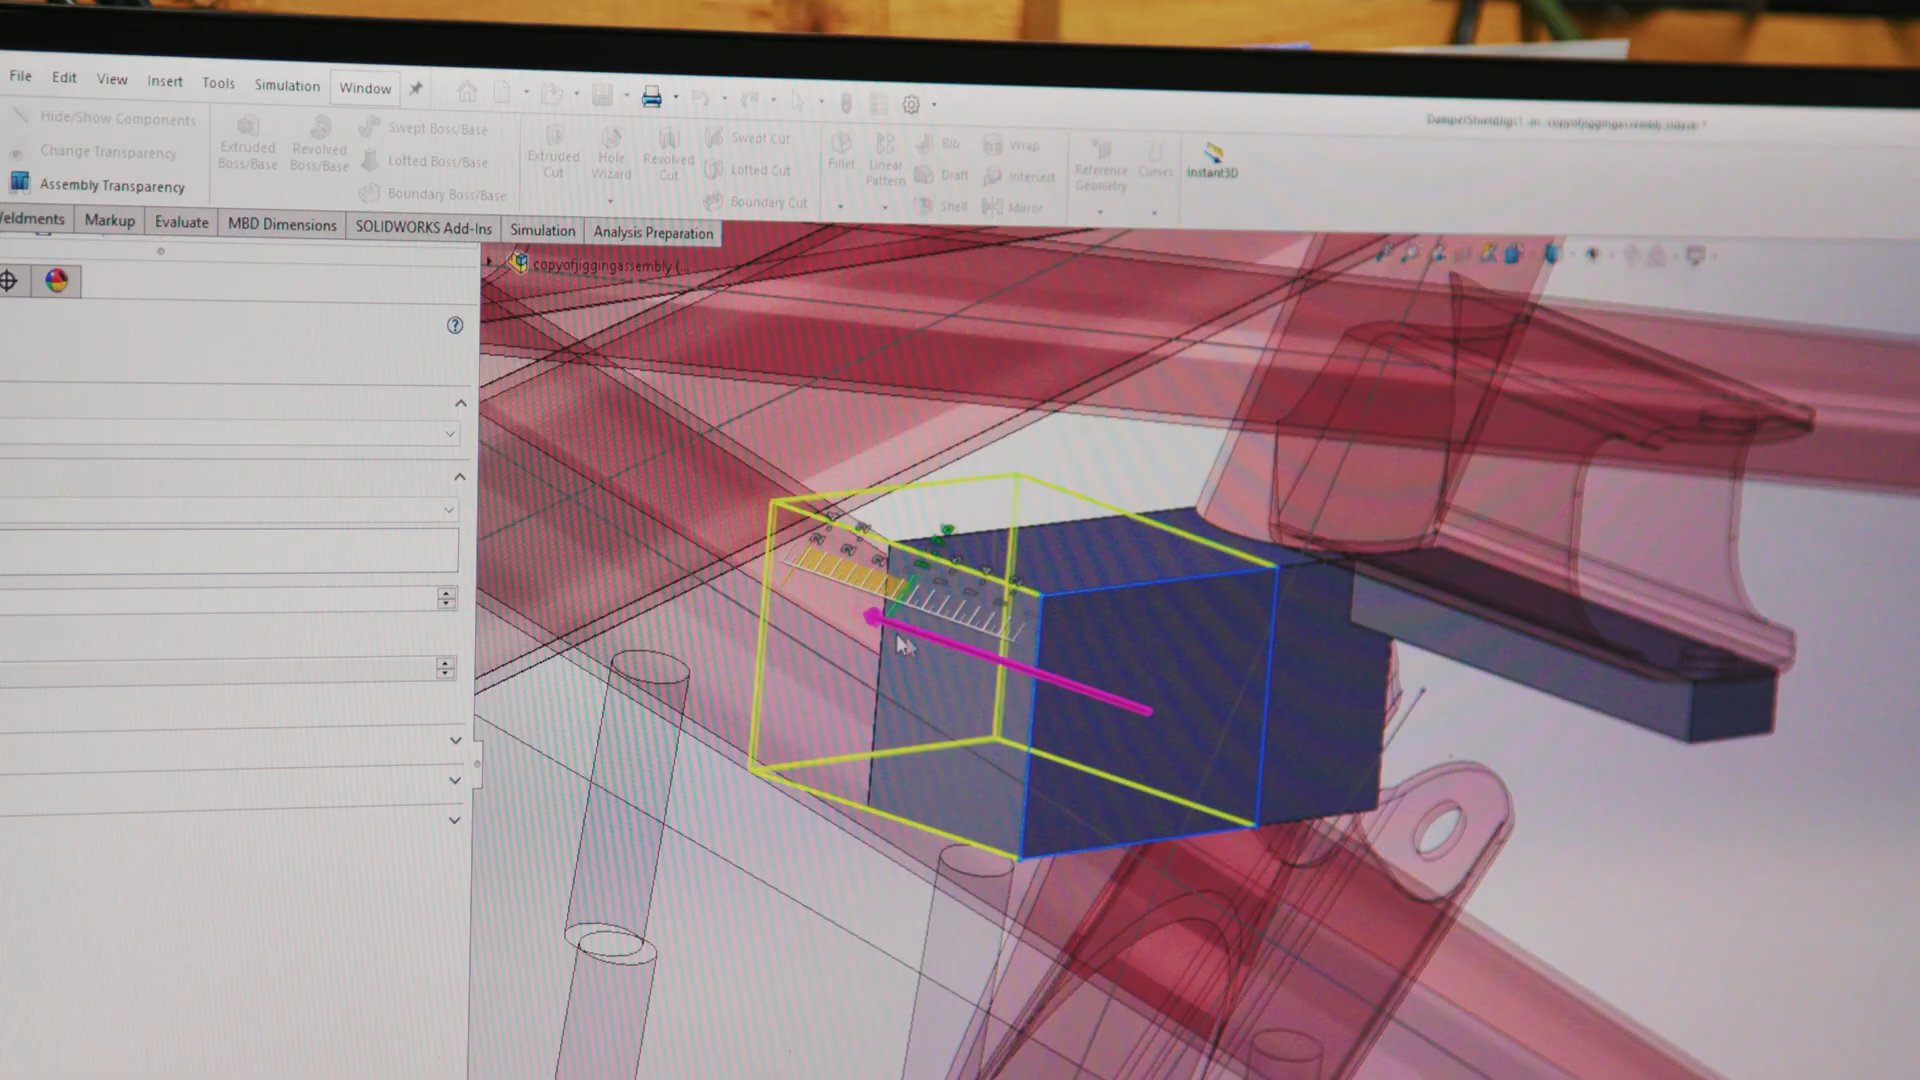 File Edit View Insert Tools Simulation Window
Hide/Show Components
Change Transparency
Assembly Transparency
Extruded Boss/Base
Revolved Boss/Base
Swept Boss/Base
Lofted Boss/Base
Boundary Boss/Base
Extruded Cut
Hole Wizard
Revolved Cut
Swept Cut
Lofted Cut
Boundary Cut
Fillet
Linear Pattern
Rib
Draft
Shell
Wrap
Intersect
Mirror
Reference Geometry
Curves
Instant3D
eldments Markup Evaluate MBD Dimensions SOLIDWORKS Add-Ins Simulation Analysis Preparation
copyofjiggingassembly (...